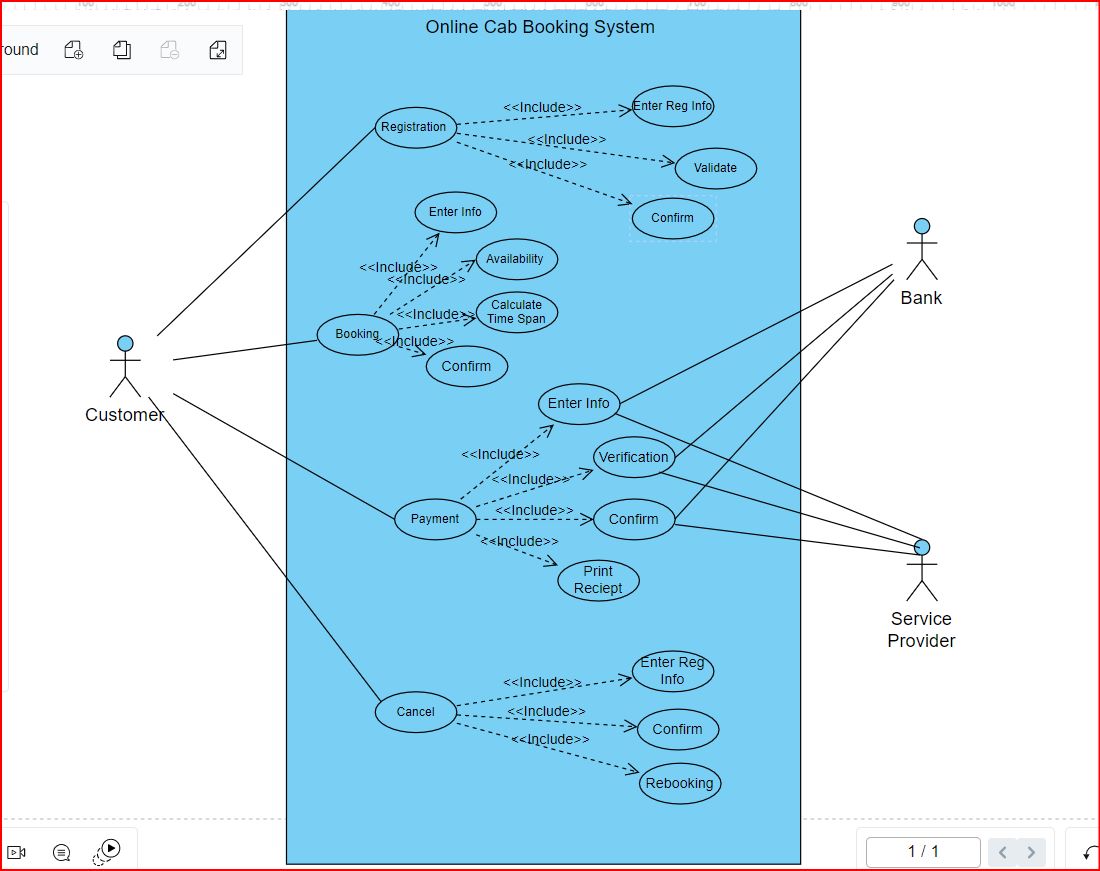 Online Cab Booking System
round
<<Include>>
Enter Reg Info
Registration
<<Include>>
Validate
<<Include>>
Confirm
Enter Info
<<Include>>
Availability
<<Include>>
Calculate
Time Span
<<Include>>
Booking
<<Include>>
Confirm
Bank
Customer
Enter Info
<<Include>>
Verification
<<Include>>
Payment
<<Include>>
Confirm
<<Include>>
Print
Reciept
Service
Provider
Enter Reg
Info
<<Include>>
Cancel
<<Include>>
Confirm
<<Include>>
Rebooking
1 / 1